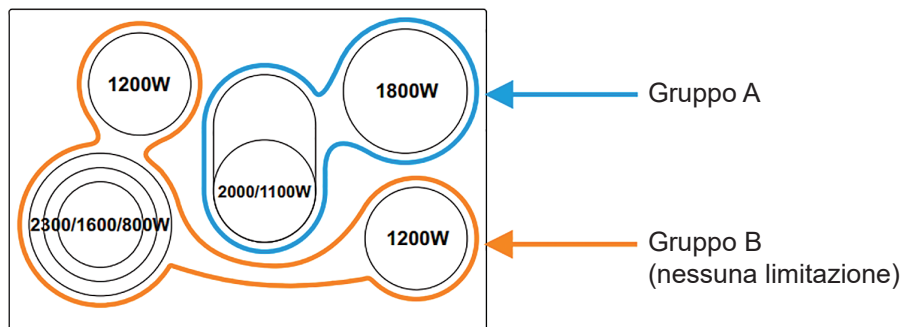 1200W
1800W
Gruppo A
2000/1100W
2300/1600/800W
1200W
Gruppo B
(nessuna limitazione)